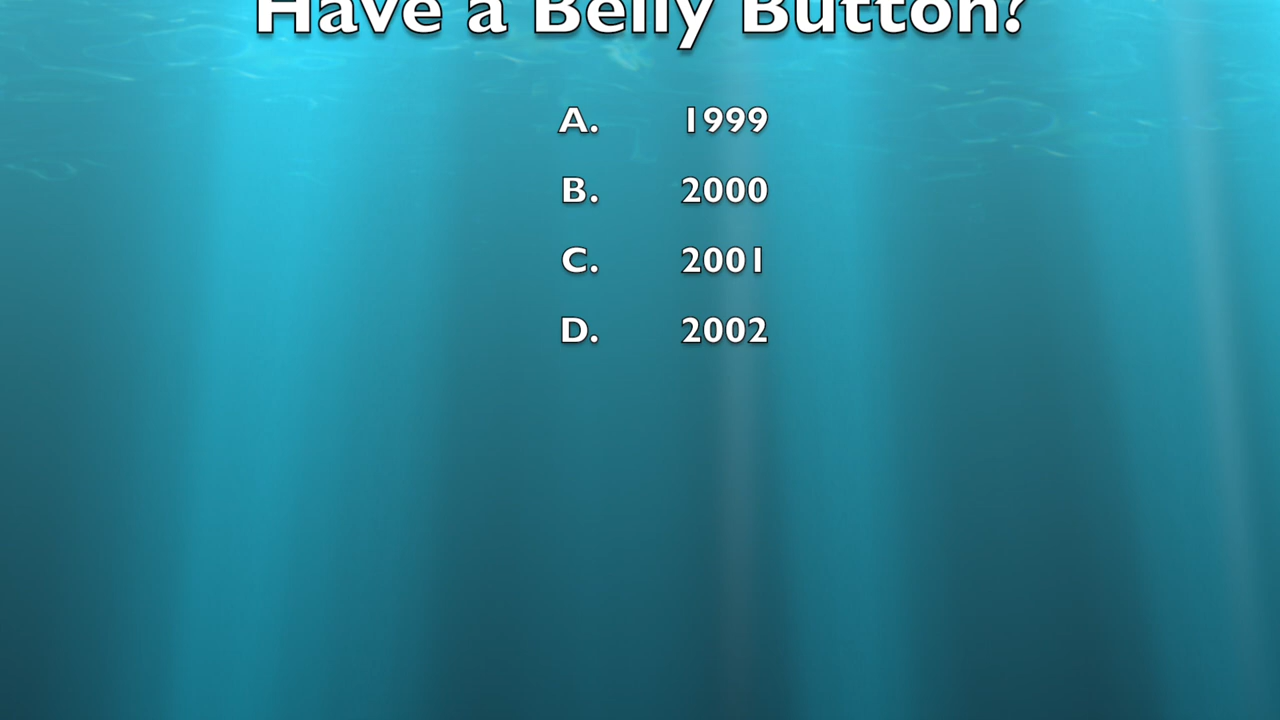 Have a Belly Button?
A. 1999
B. 2000
C. 2001
D. 2002